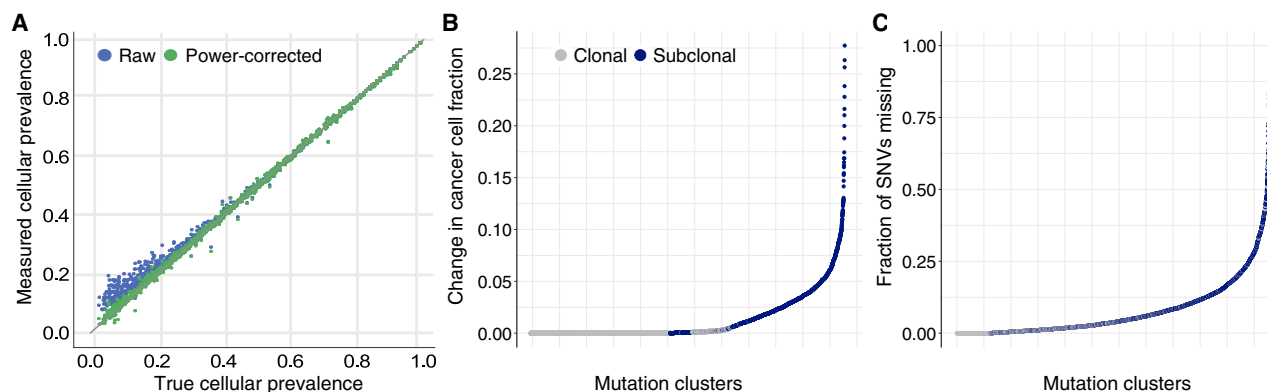 A
Measured cellular prevalence
1.0
0.8
0.6
0.4
0.2
0.0
Raw
Power-corrected
0.0 0.2 0.4 0.6 0.8 1.0
True cellular prevalence
B
Change in cancer cell fraction
0.25
0.20
0.15
0.10
0.05
0.00
Clonal
Subclonal
Mutation clusters
C
Fraction of SNVs missing
1.00
0.75
0.50
0.25
0.00
Mutation clusters